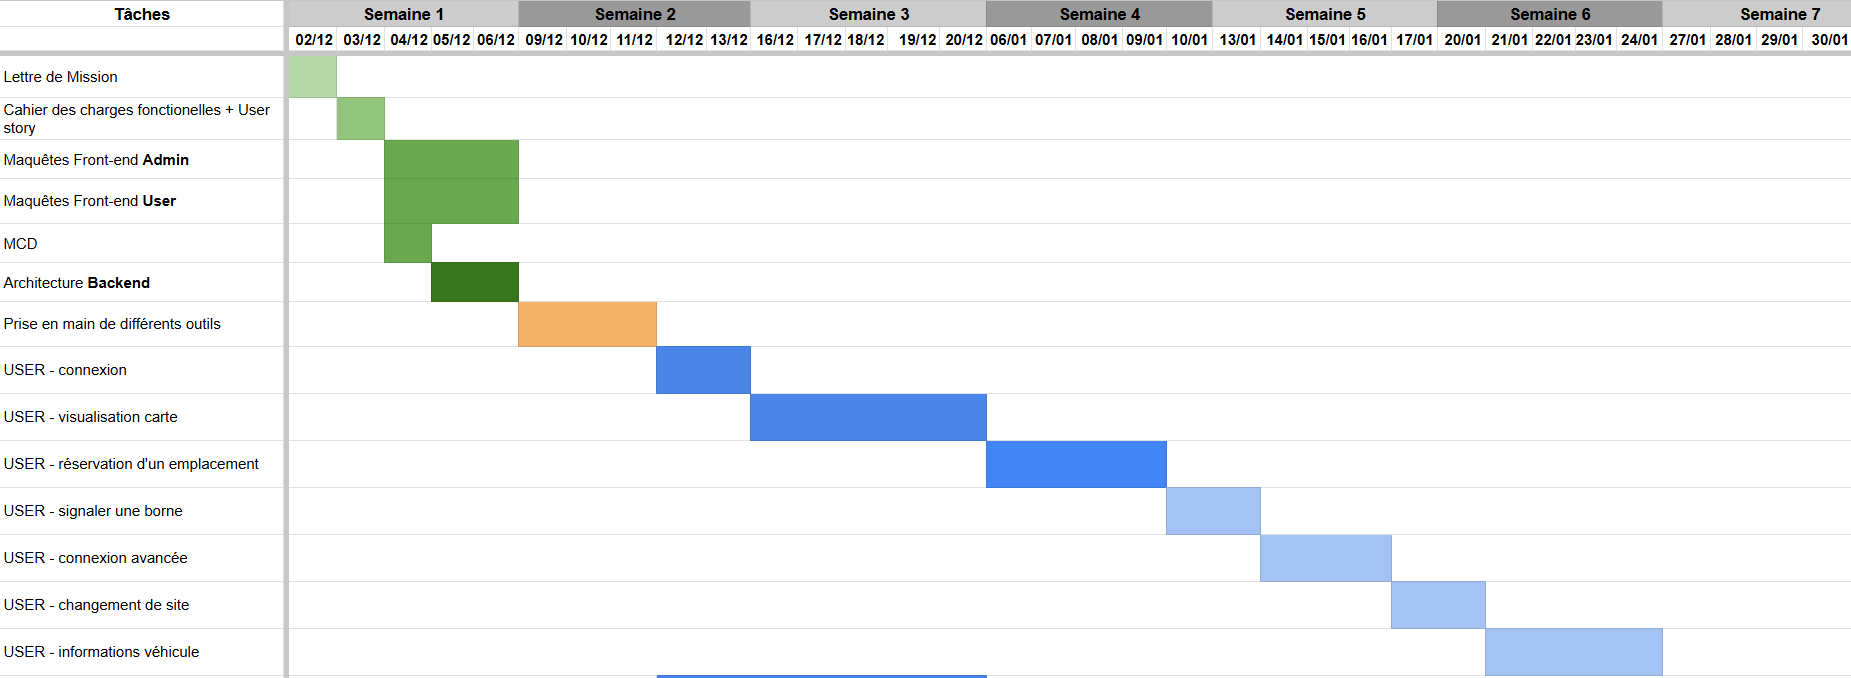 Tâches Semaine 1 Semaine 2 Semaine 3 Semaine 4 Semaine 5 Semaine 6 Semaine 7
02/12 03/12 04/12 05/12 06/12 09/12 10/12 11/12 12/12 13/12 16/12 17/12 18/12 19/12 20/12 06/01 07/01 08/01 09/01 10/01 13/01 14/01 15/01 16/01 17/01 20/01 21/01 22/01 23/01 24/01 27/01 28/01 29/01 30/01
Lettre de Mission
Cahier des charges fonctionelles + User
story
Maquêtes Front-end Admin
Maquêtes Front-end User
MCD
Architecture Backend
Prise en main de différents outils
USER - connexion
USER - visualisation carte
USER - réservation d'un emplacement
USER - signaler une borne
USER - connexion avancée
USER - changement de site
USER - informations véhicule